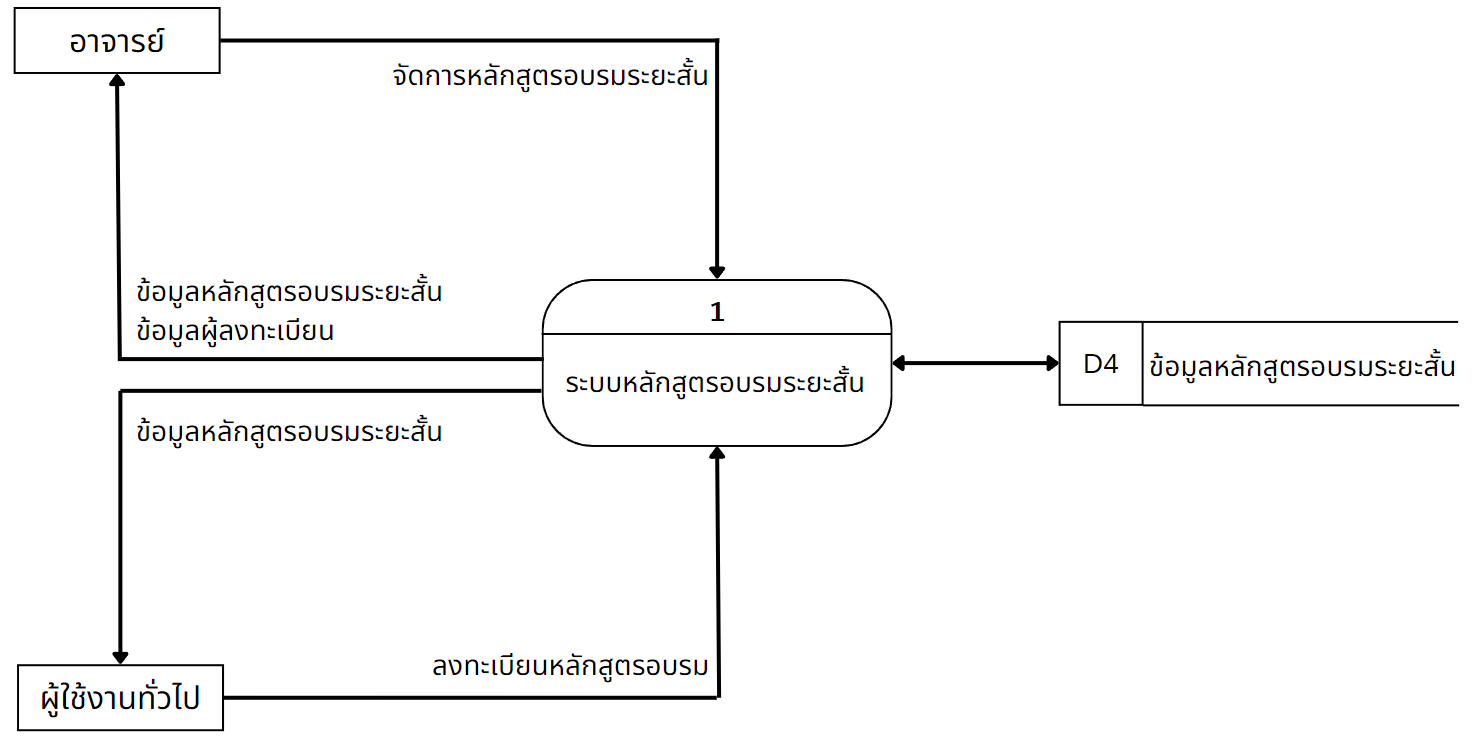 อาจารย์
จัดการหลักสูตรอบรมระยะสั้น
ข้อมูลหลักสูตรอบรมระยะสั้น
ข้อมูลผู้ลงทะเบียน
1
ระบบหลักสูตรอบรมระยะสั้น
D4
ข้อมูลหลักสูตรอบรมระยะสั้น
ข้อมูลหลักสูตรอบรมระยะสั้น
ลงทะเบียนหลักสูตรอบรม
ผู้ใช้งานทั่วไป